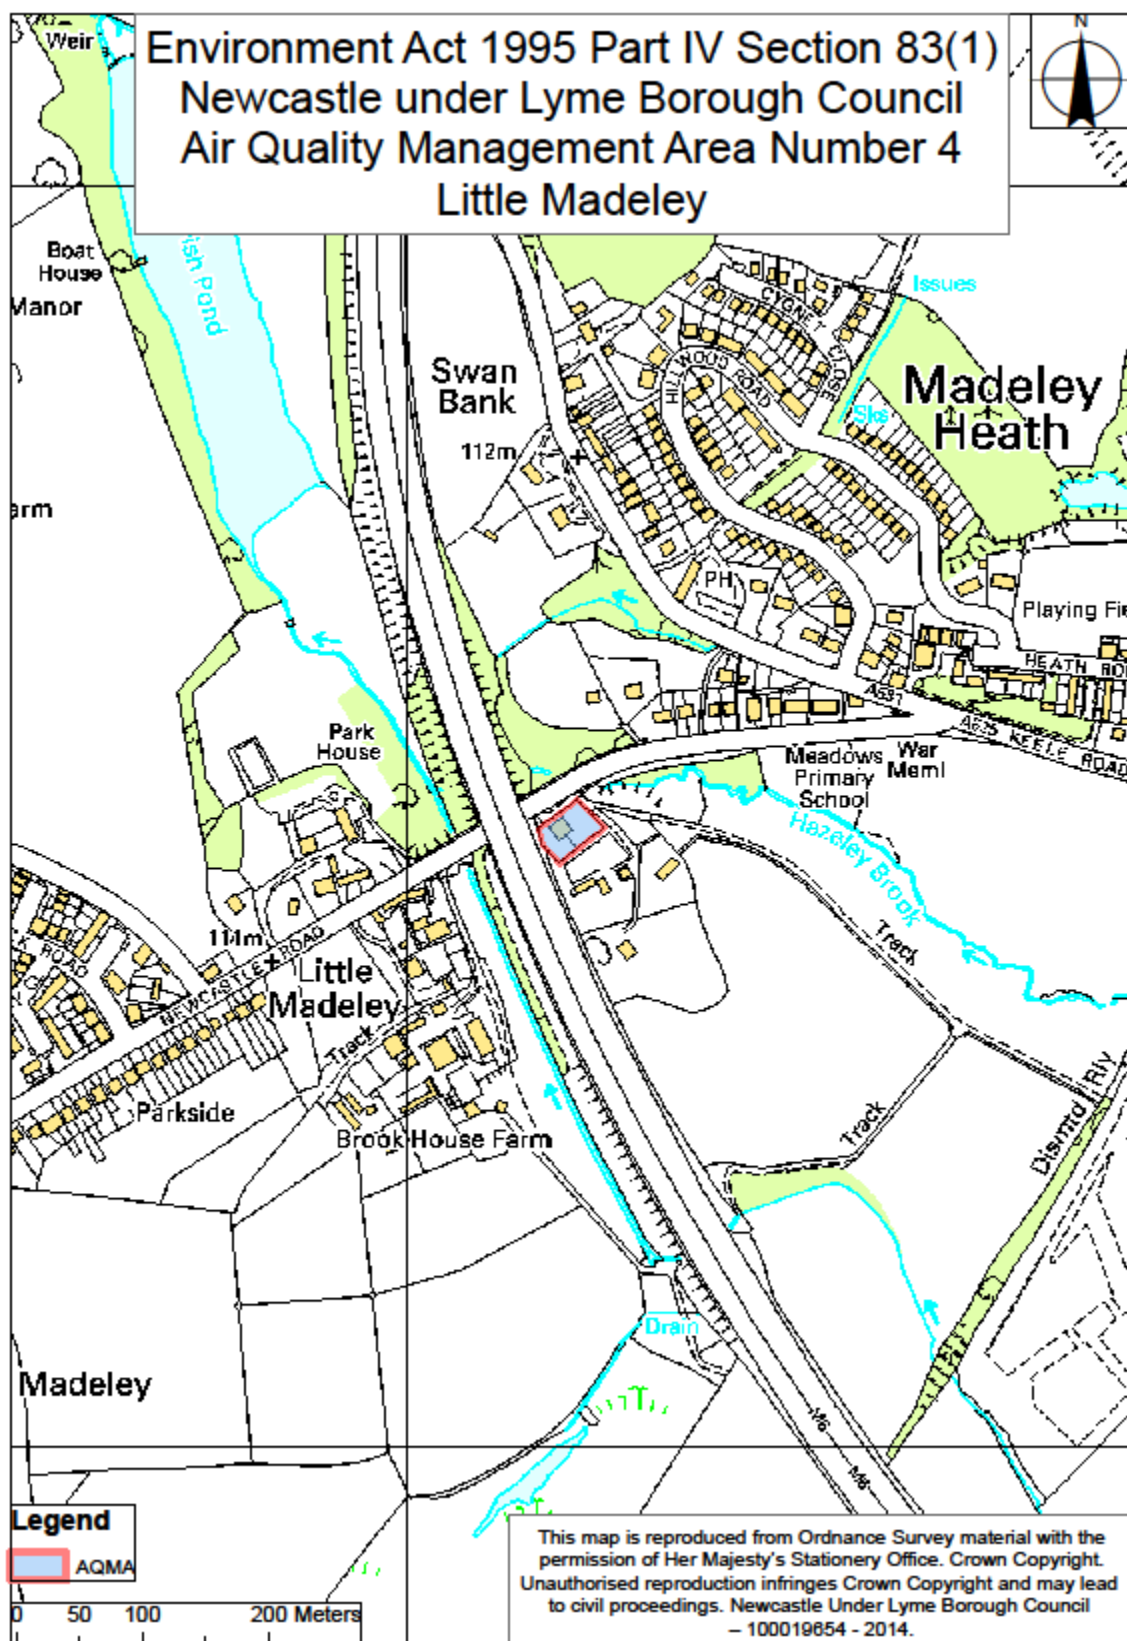 Environment Act 1995 Part IV Section 83(1)
Newcastle under Lyme Borough Council
Air Quality Management Area Number 4
Little Madeley
N
Weir
Boat
House
Manor
ish Pond
Issues
CYGNET CLOSE
HILLWOOD ROAD
Swan
Bank
Madeley
Heath
Sks
112m
arm
PH
Playing Fie
HEATH RO
A531
A525 KEELE ROAD
Park
House
Meadows
Primary
School
War
Meml
Hazeley Brook
Track
114m
NEWCASTLE ROAD
K ROAD
Little
Madeley
Track
Parkside
Brook House Farm
Track
Dismtd Rly
Drain
Madeley
M6
M6
Legend
AQMA
0 50 100 200 Meters
This map is reproduced from Ordnance Survey material with the
permission of Her Majesty's Stationery Office. Crown Copyright.
Unauthorised reproduction infringes Crown Copyright and may lead
to civil proceedings. Newcastle Under Lyme Borough Council
– 100019654 - 2014.